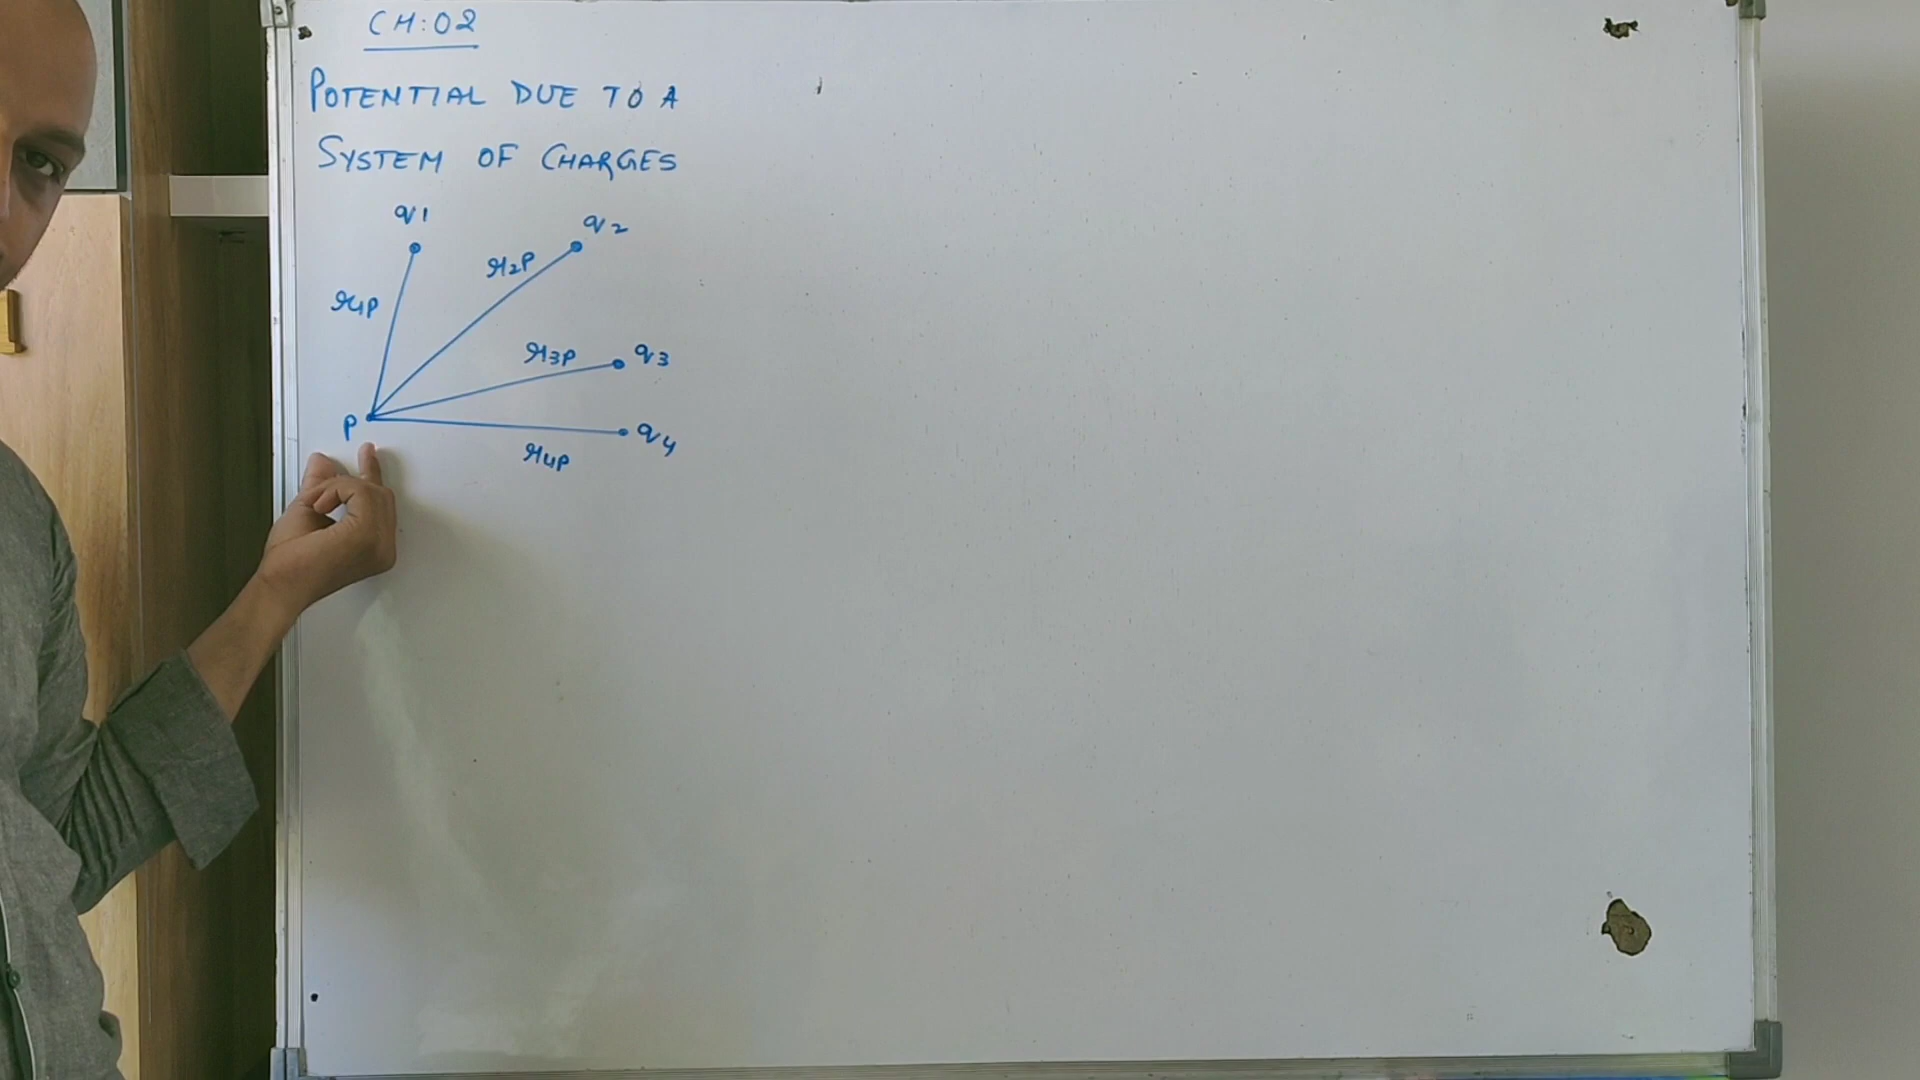 CH:02
POTENTIAL DUE TO A
SYSTEM OF CHARGES
q1
q2
r2P
r1P
r3P
q3
P
q4
r4P